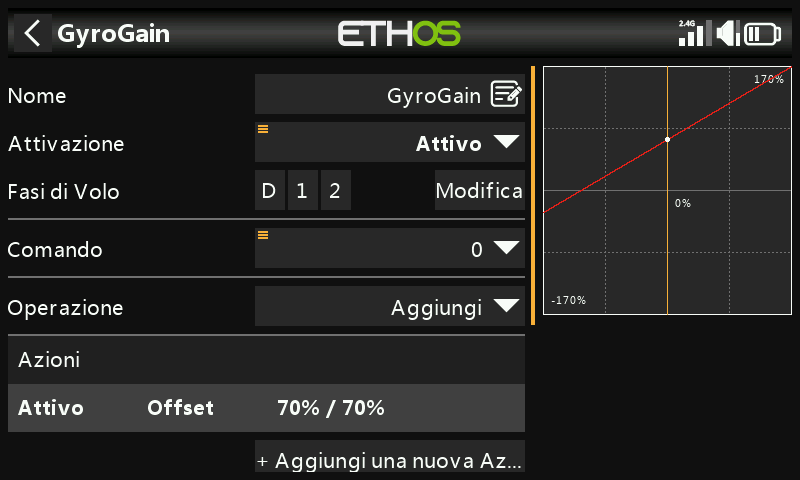 GyroGain
ETHOS
2.4G
Nome
GyroGain
Attivazione
Attivo
Fasi di Volo
D 1 2
Modifica
Comando
0
Operazione
Aggiungi
Azioni
Attivo Offset 70% / 70%
+ Aggiungi una nuova Az...
170%
0%
-170%